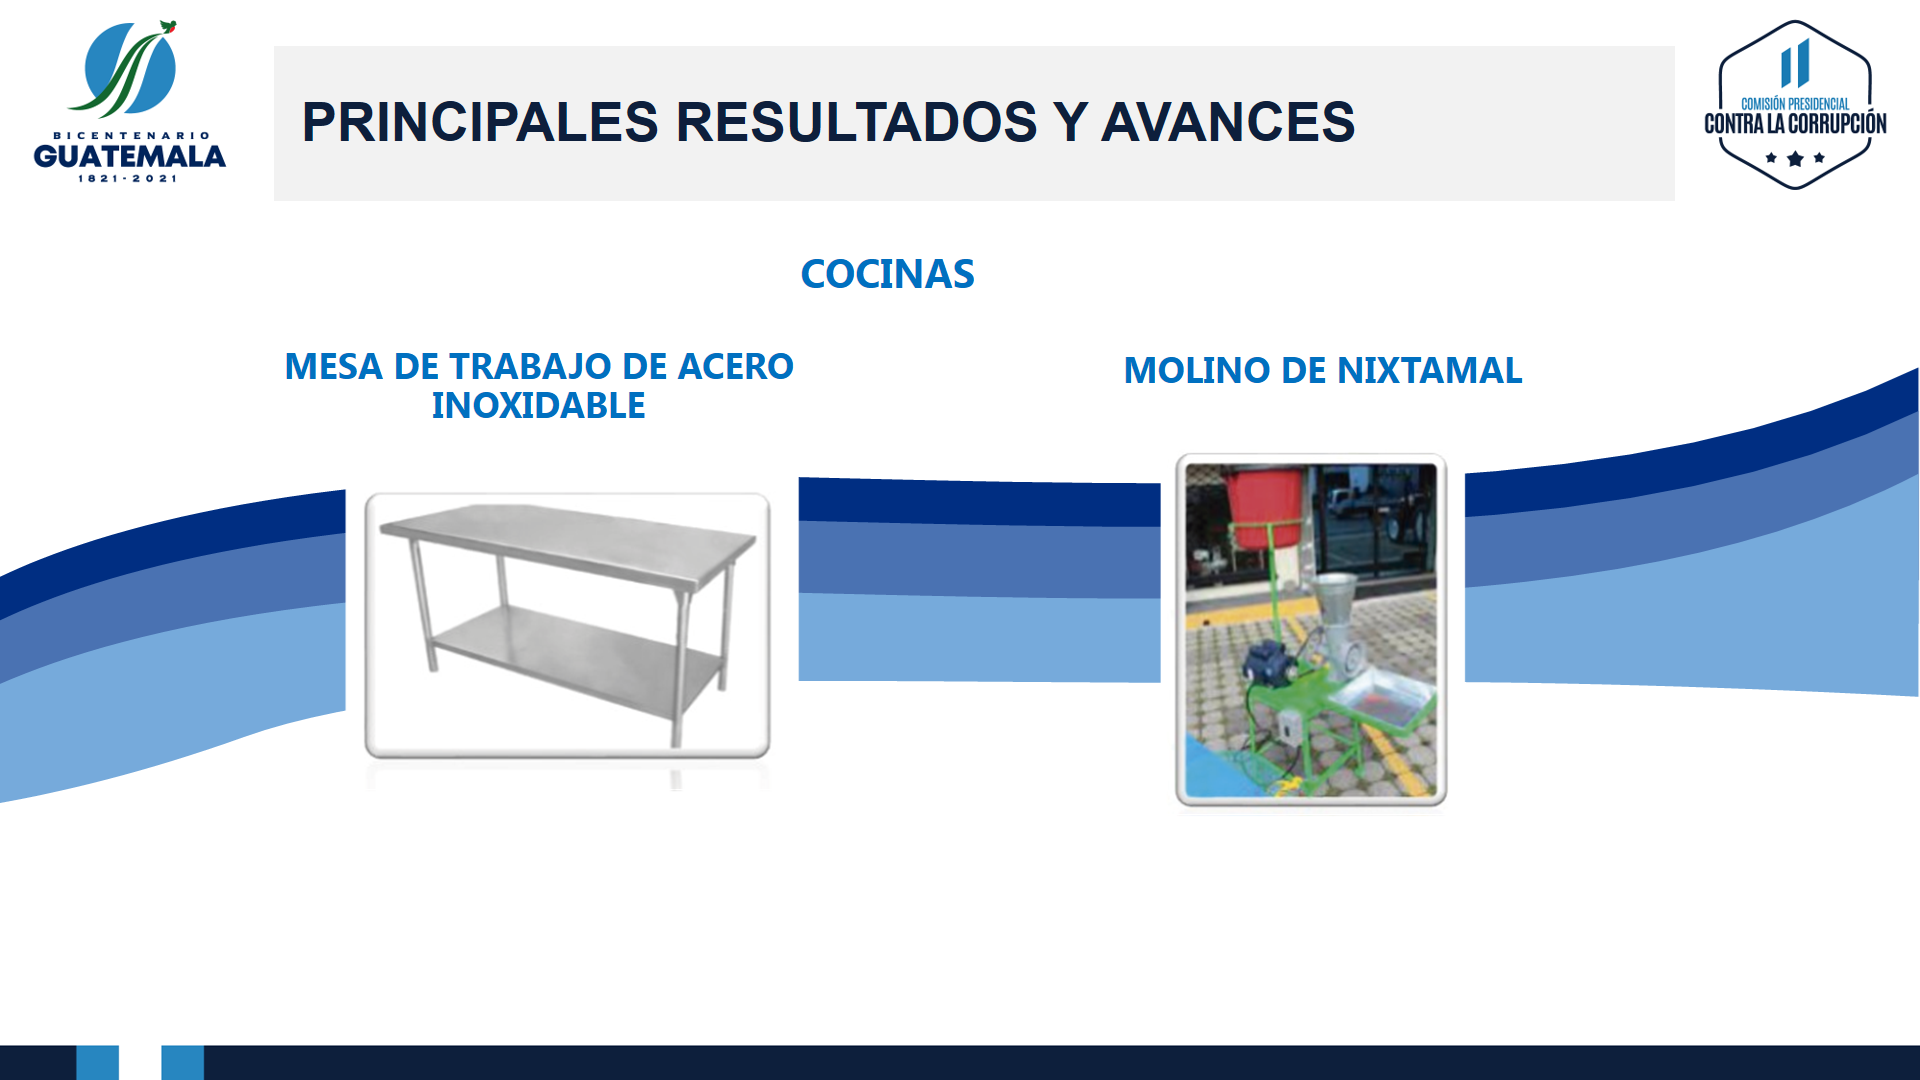 BICENTENARIO
GUATEMALA
1821-2021
PRINCIPALES RESULTADOS Y AVANCES
COMISIÓN PRESIDENCIAL
CONTRA LA CORRUPCIÓN
COCINAS
MESA DE TRABAJO DE ACERO
INOXIDABLE
MOLINO DE NIXTAMAL